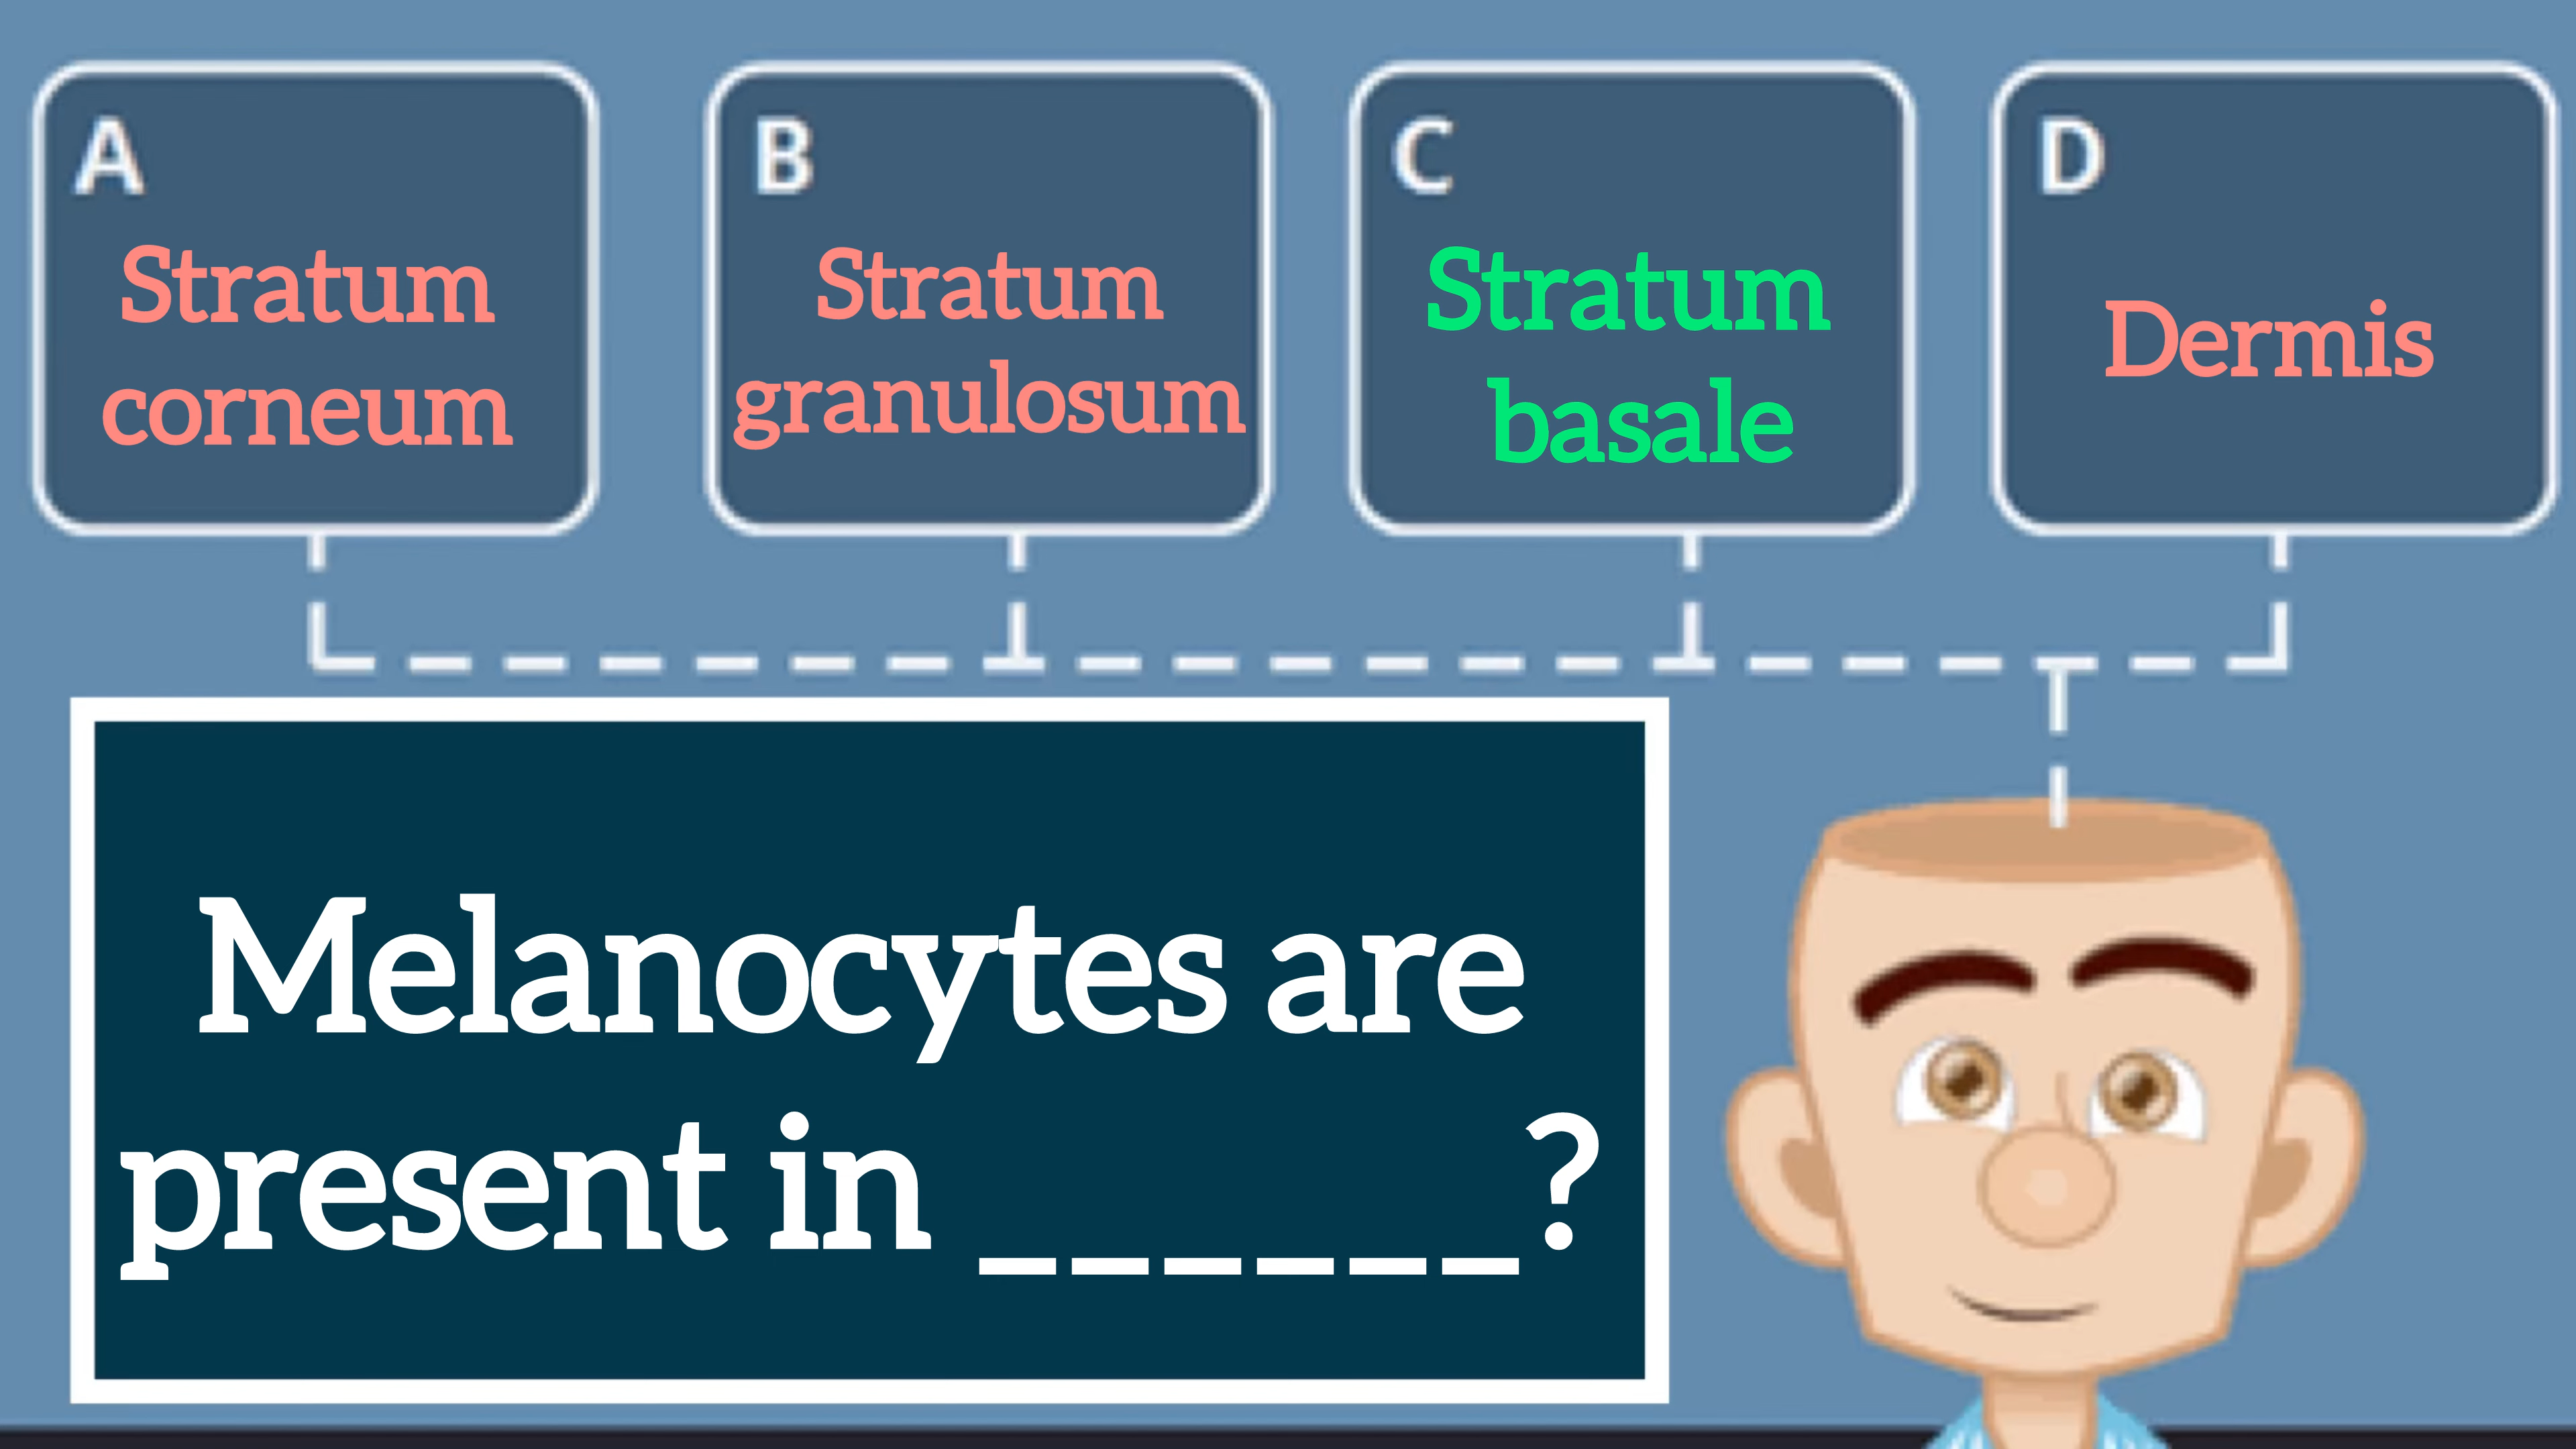 A
Stratum
corneum
B
Stratum
granulosum
C
Stratum
basale
D
Dermis
Melanocytes are
present in ______?